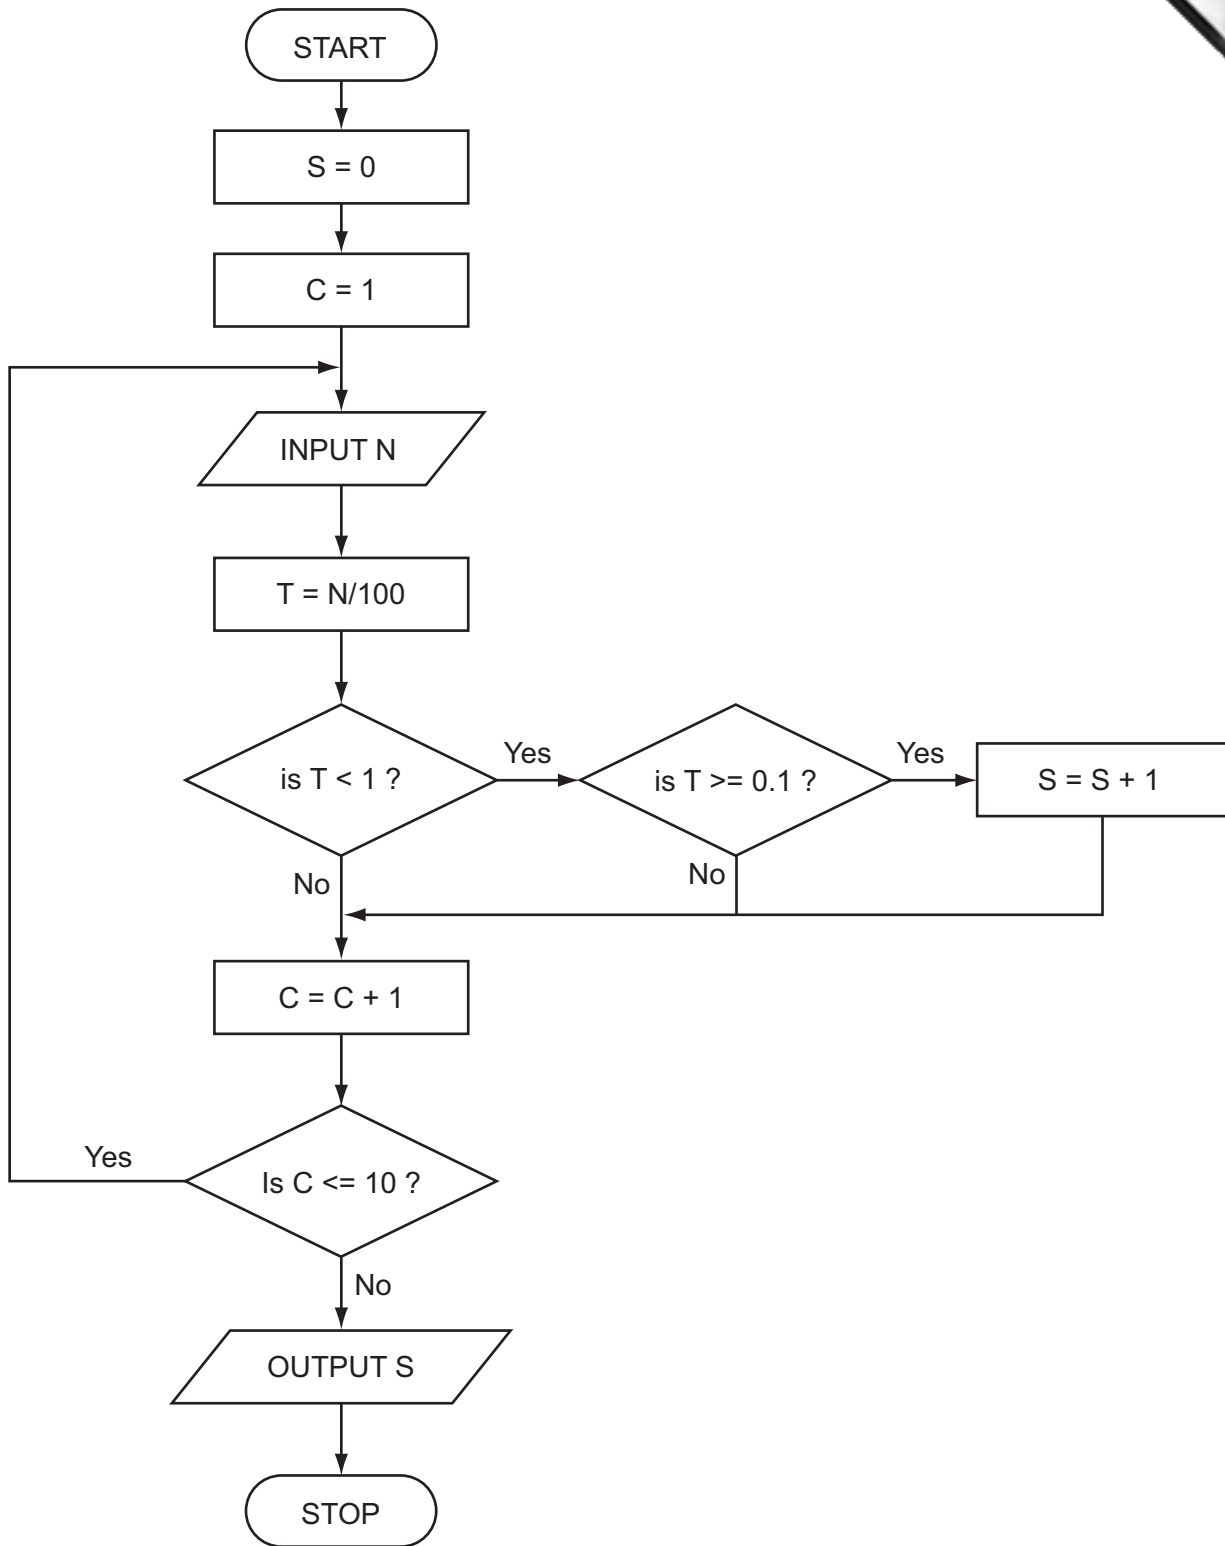 START
S = 0
C = 1
INPUT N
T = N/100
is T < 1 ?
Yes
is T >= 0.1 ?
Yes
S = S + 1
No
No
C = C + 1
Is C <= 10 ?
Yes
No
OUTPUT S
STOP